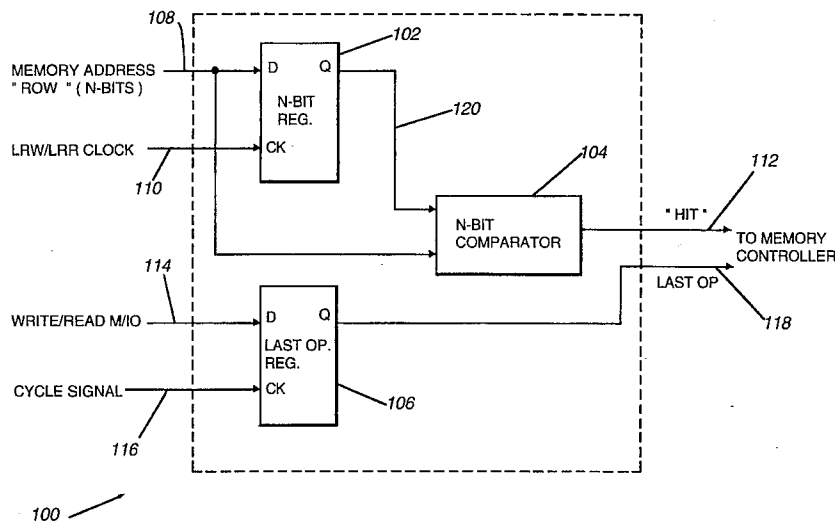 108
102
MEMORY ADDRESS
" ROW " ( N-BITS )
D
Q
N-BIT
REG.
120
LRW/LRR CLOCK
CK
110
104
112
N-BIT
COMPARATOR
" HIT "
TO MEMORY
CONTROLLER
114
LAST OP
118
WRITE/READ M/IO
D
Q
LAST OP.
REG.
CYCLE SIGNAL
CK
106
116
100